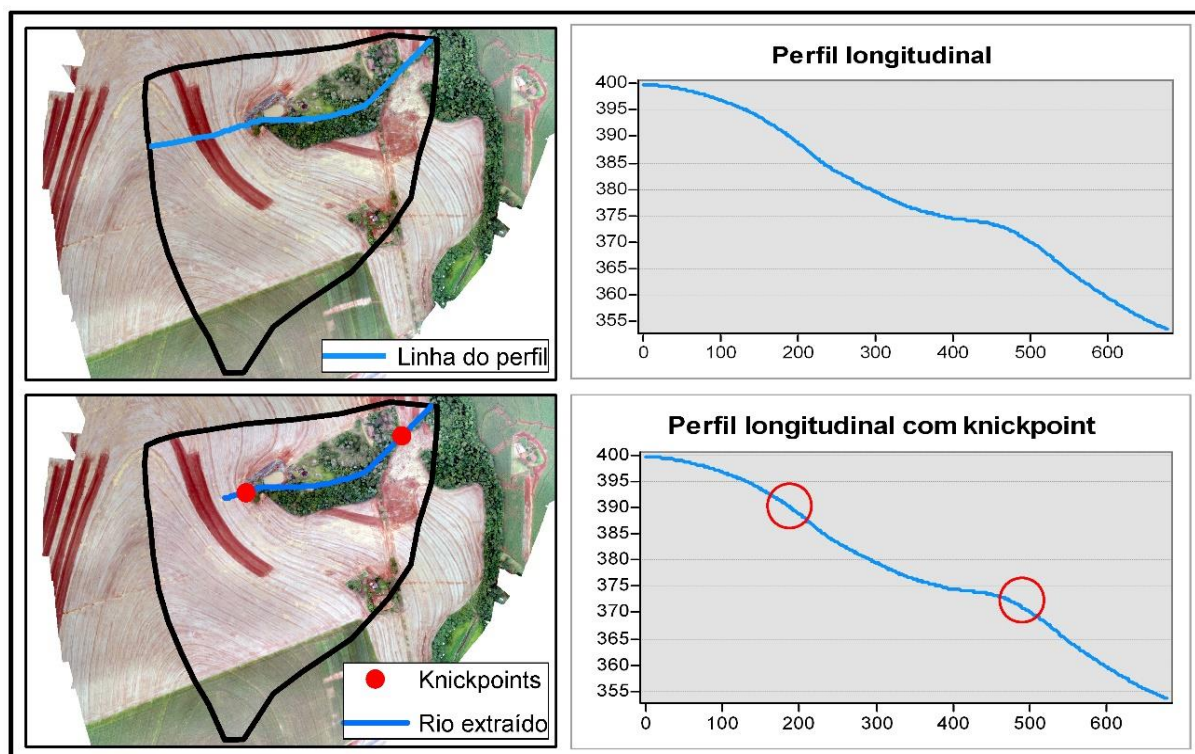 Linha do perfil
Perfil longitudinal
400
395
390
385
380
375
370
365
360
355
0 100 200 300 400 500 600
Knickpoints
Rio extraído
Perfil longitudinal com knickpoint
400
395
390
385
380
375
370
365
360
355
0 100 200 300 400 500 600